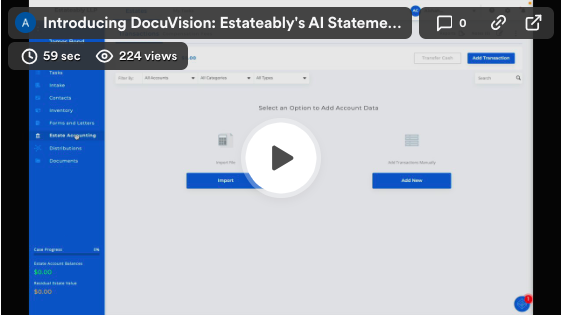 A Introducing DocuVision: Estateably's AI Stateme...
0
59 sec 224 views
Transfer Cash
Add Transaction
Tasks
Intake
Contacts
Inventory
Forms and Letters
Estate Accounting
Distributions
Documents
Filter By All Accounts All Categories All Types
Search
Select an Option to Add Account Data
Import File
Add Transactions Manually
Import
Add New
Case Progress 0%
Estate Account Balances
$0.00
Residual Estate Value
$0.00